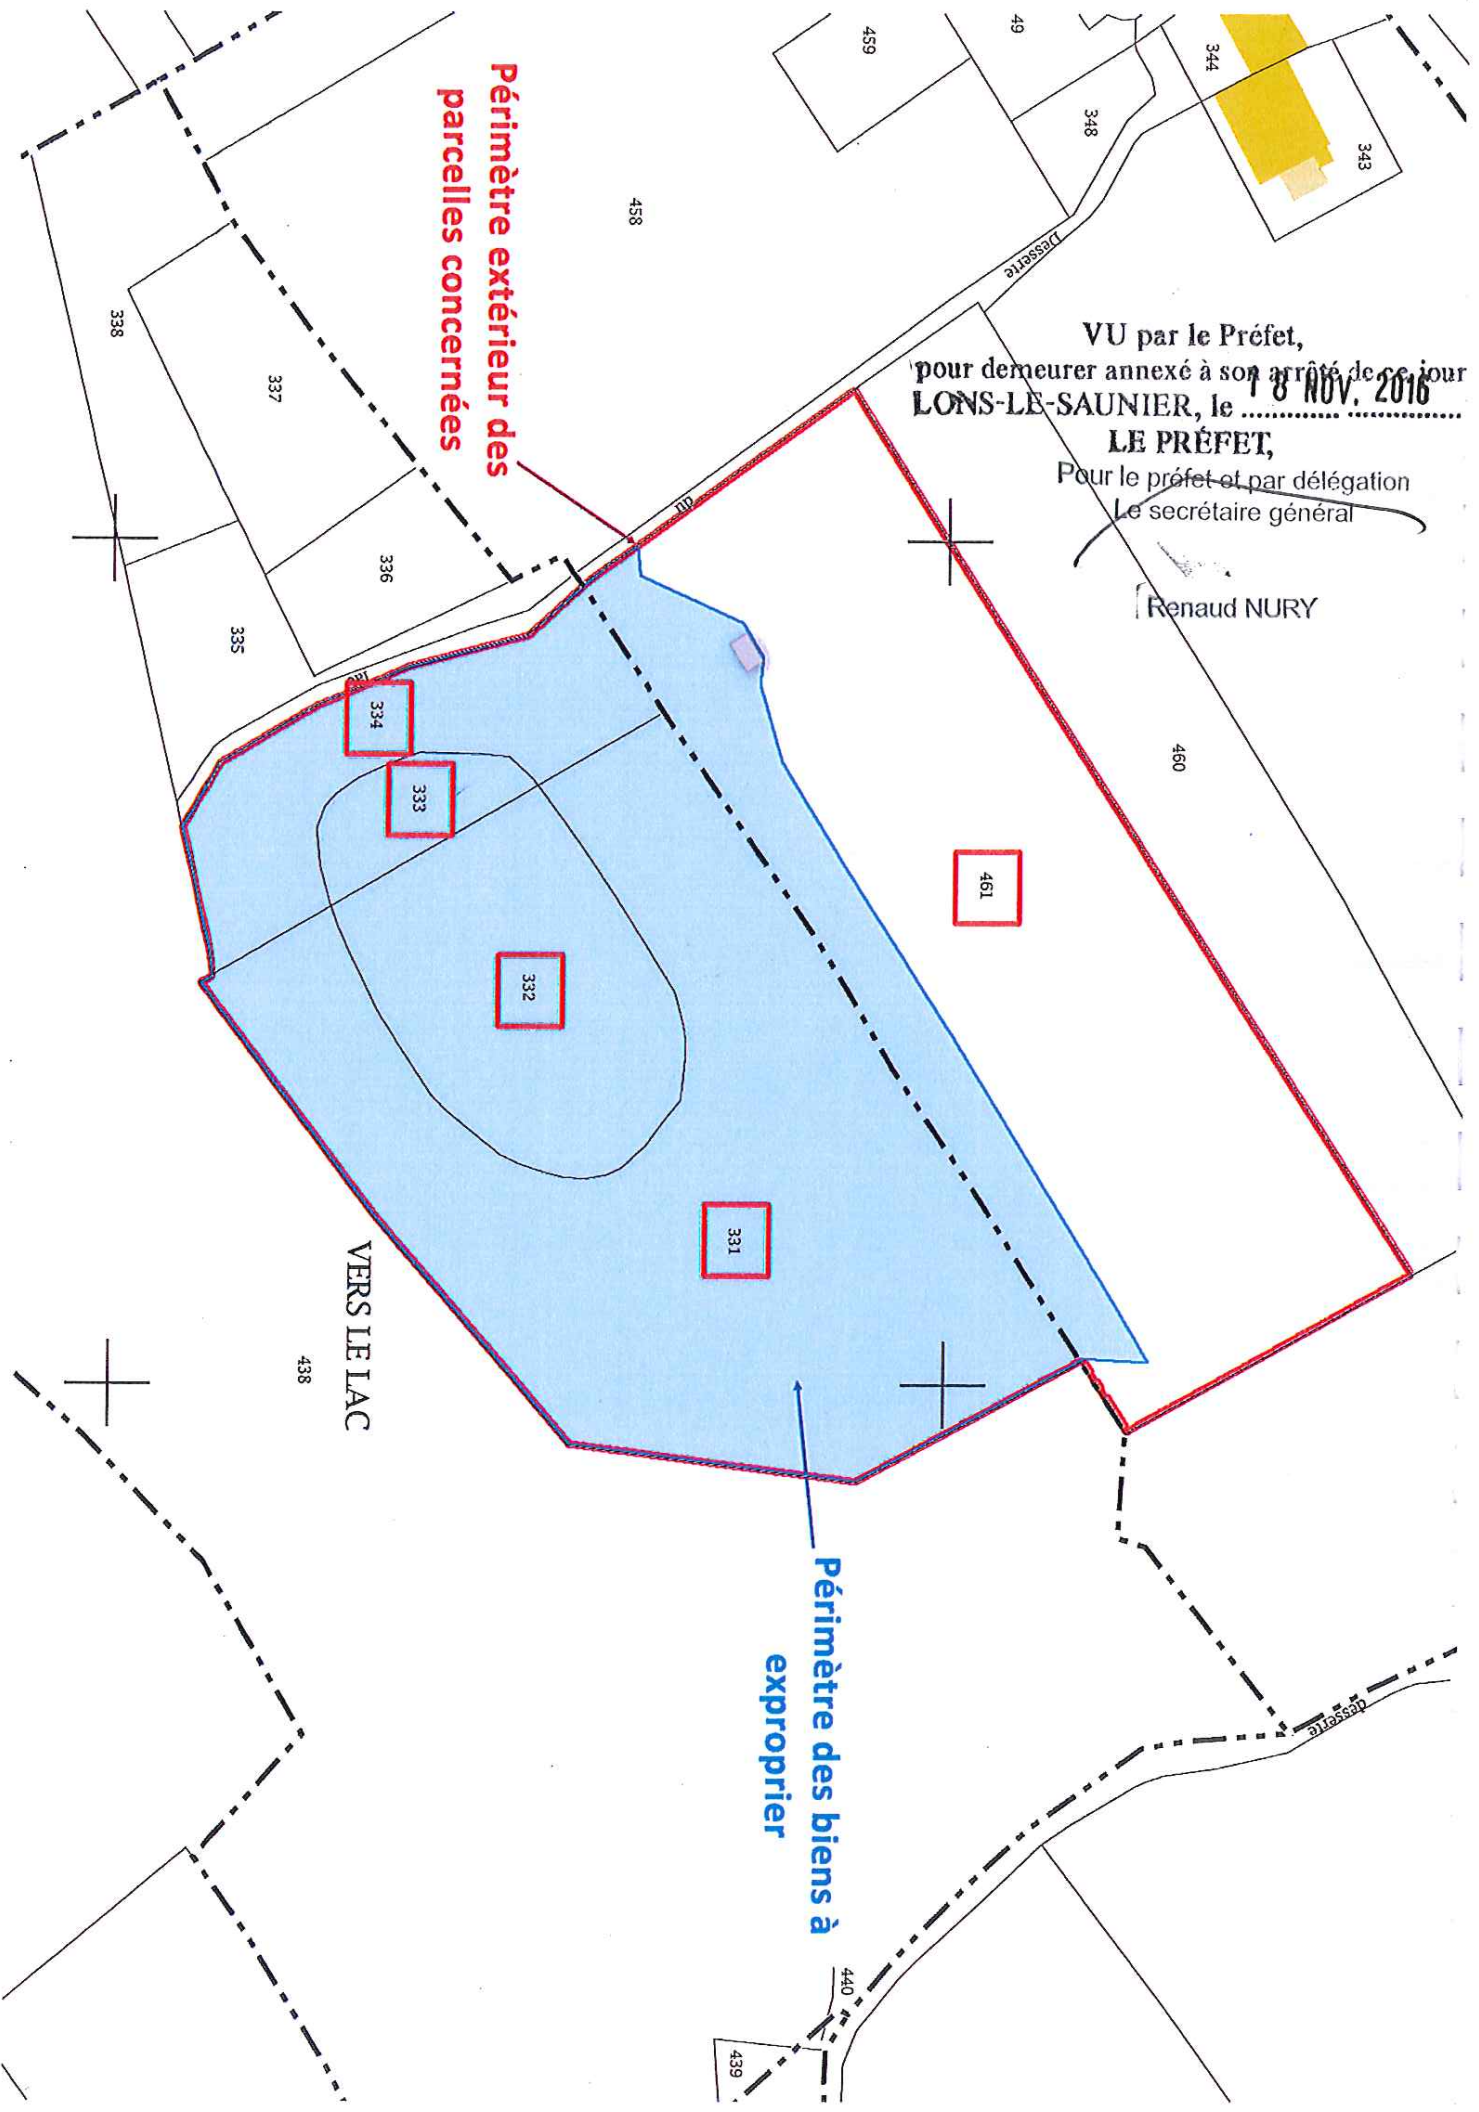 VU par le Préfet,
pour demeurer annexé à son arrêté de ce jour
LONS-LE-SAUNIER, le 18 NOV. 2016
LE PRÉFET,
Pour le préfet et par délégation
Le secrétaire général
Renaud NURY
Périmètre extérieur des
parcelles concernées
Périmètre des biens à
exproprier
VERS LE LAC
Desserte
du
lac
desserte
49
459
344
348
343
458
338
337
336
335
334
333
332
331
461
460
438
440
439